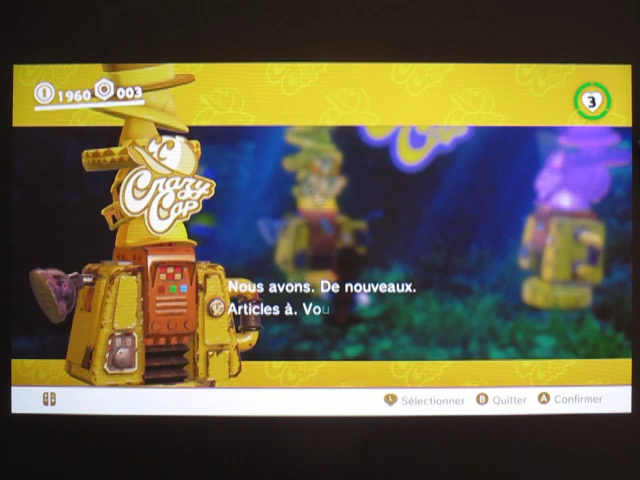 1960 003
3
Crazy
Cap
Nous avons. De nouveaux.
Articles à. Vou
L Sélectionner B Quitter A Confirmer